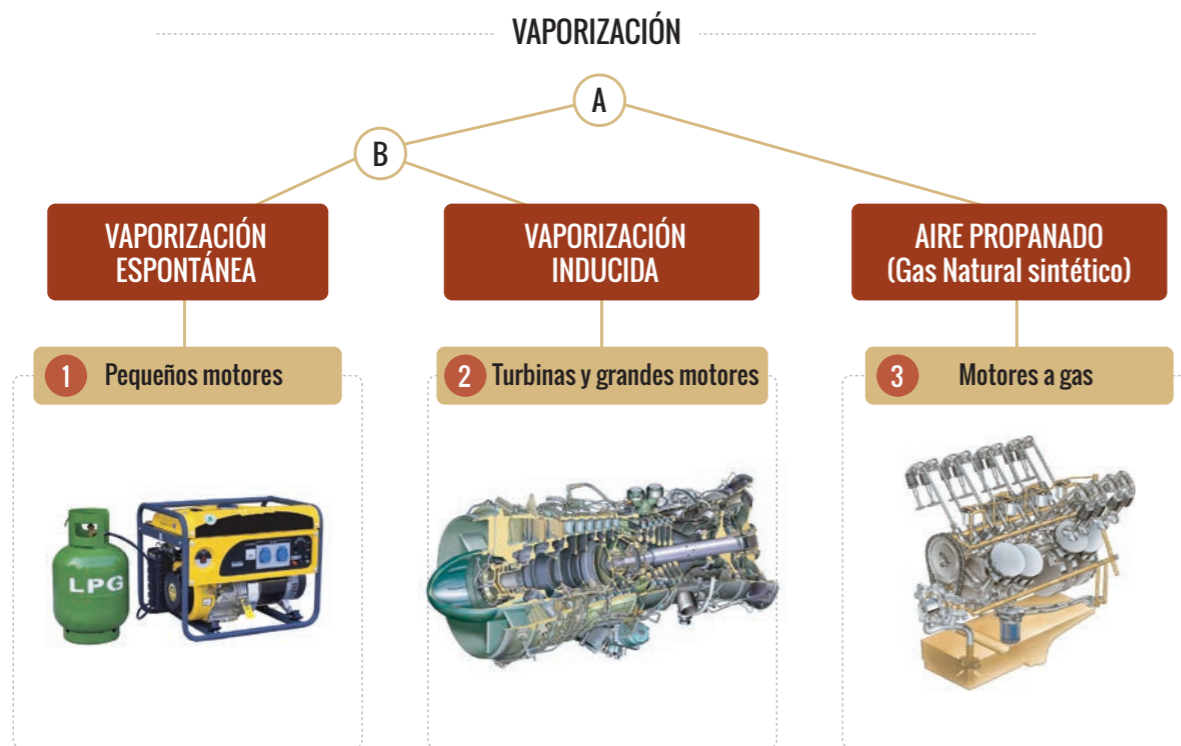 VAPORIZACIÓN
A
B
VAPORIZACIÓN
ESPONTÁNEA
VAPORIZACIÓN
INDUCIDA
AIRE PROPANADO
(Gas Natural sintético)
1 Pequeños motores
2 Turbinas y grandes motores
3 Motores a gas
LPG